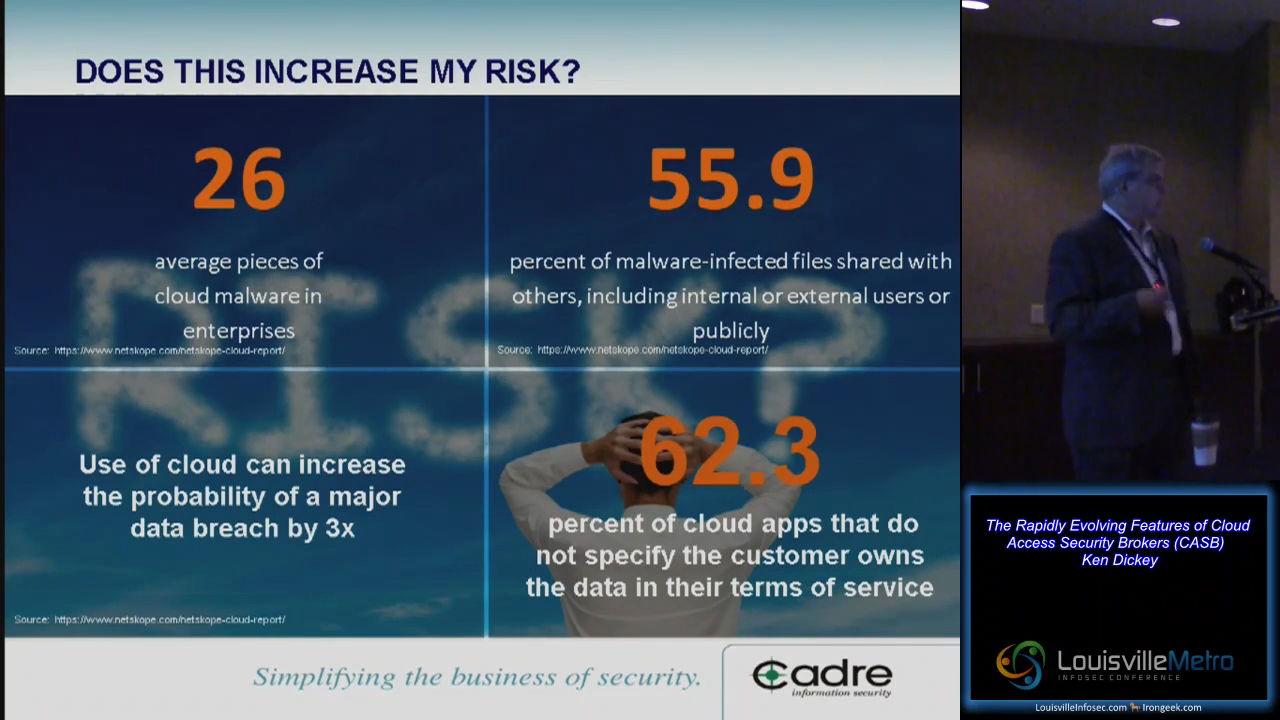 DOES THIS INCREASE MY RISK?
RISK?
26
average pieces of
cloud malware in
enterprises
Source: https://www.netskope.com/netskope-cloud-report/
55.9
percent of malware-infected files shared with
others, including internal or external users or
publicly
Source: https://www.netskope.com/netskope-cloud-report/
Use of cloud can increase
the probability of a major
data breach by 3x
Source: https://www.netskope.com/netskope-cloud-report/
62.3
percent of cloud apps that do
not specify the customer owns
the data in their terms of service
Simplifying the business of security.
Cadre
information security
The Rapidly Evolving Features of Cloud
Access Security Brokers (CASB)
Ken Dickey
LouisvilleMetro
INFOSEC CONFERENCE
LouisvilleInfosec.com Irongeek.com